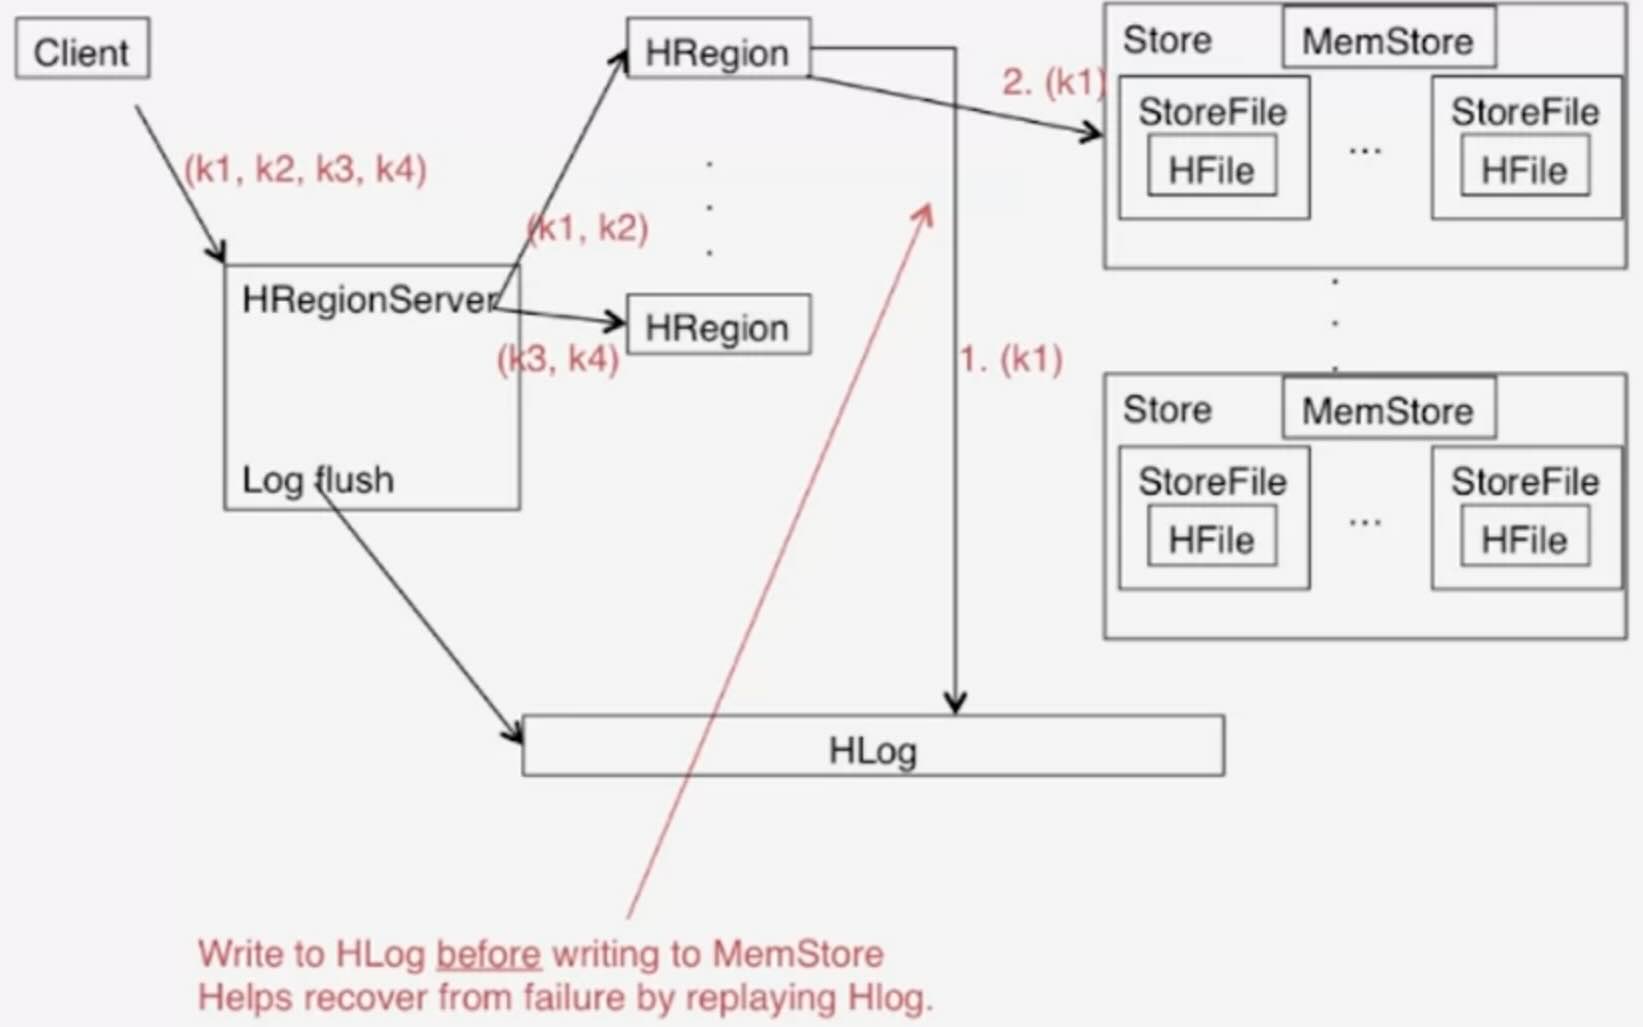 Client
HRegion
Store
MemStore
2. (k1)
StoreFile
...
StoreFile
HFile
HFile
(k1, k2, k3, k4)
(k1, k2)
HRegionServer
HRegion
(k3, k4)
1. (k1)
Store
MemStore
StoreFile
...
StoreFile
HFile
HFile
Log flush
HLog
Write to HLog before writing to MemStore
Helps recover from failure by replaying Hlog.